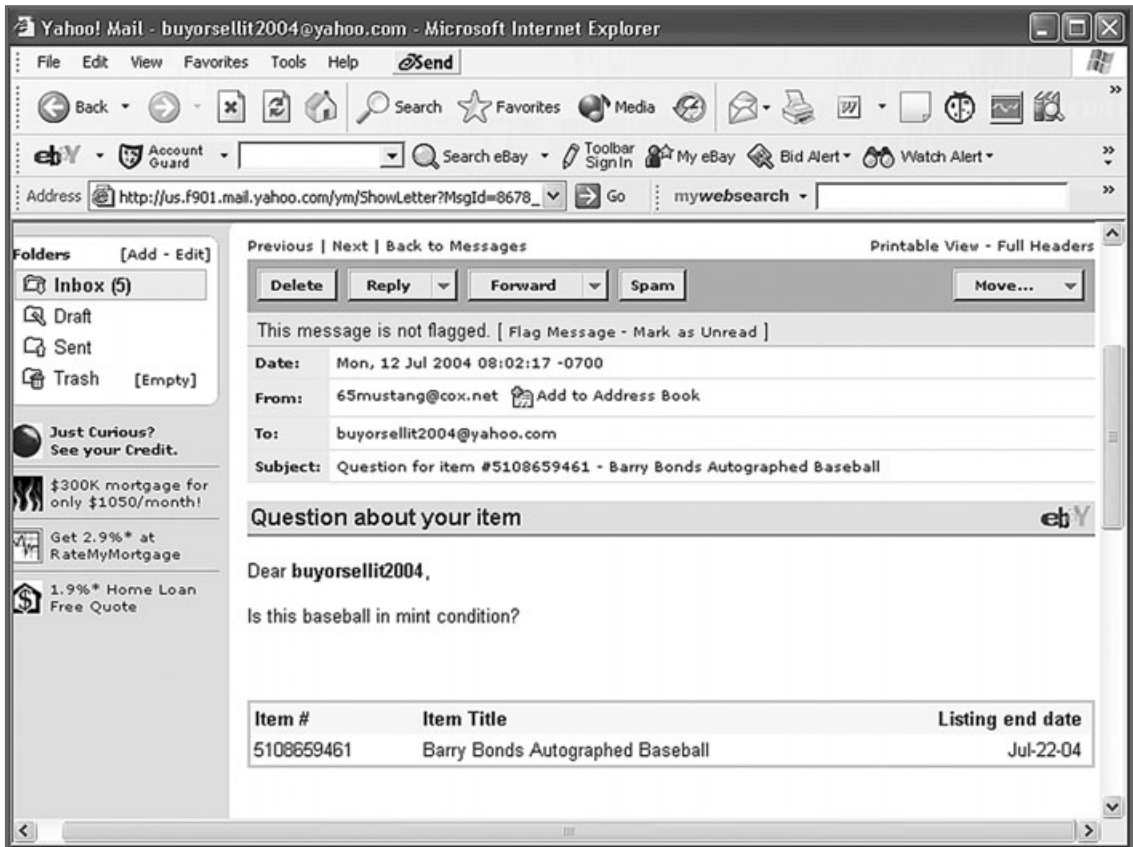 Yahoo! Mail - buyorsellit2004@yahoo.com - Microsoft Internet Explorer
File Edit View Favorites Tools Help Send
Back Search Favorites Media
ebY Account Guard Search eBay Toolbar Sign In My eBay Bid Alert Watch Alert
Address http://us.f901.mail.yahoo.com/ym/ShowLetter?MsgId=8678_ Go mywebsearch
Folders [Add - Edit]
Inbox (5)
Draft
Sent
Trash [Empty]
Just Curious?
See your Credit.
$300K mortgage for
only $1050/month!
Get 2.9%* at
RateMyMortgage
1.9%* Home Loan
Free Quote
Previous | Next | Back to Messages Printable View - Full Headers
Delete Reply Forward Spam Move...
This message is not flagged. [ Flag Message - Mark as Unread ]
Date: Mon, 12 Jul 2004 08:02:17 -0700
From: 65mustang@cox.net Add to Address Book
To: buyorsellit2004@yahoo.com
Subject: Question for item #5108659461 - Barry Bonds Autographed Baseball
Question about your item ebY
Dear buyorsellit2004,
Is this baseball in mint condition?
Item # Item Title Listing end date
5108659461 Barry Bonds Autographed Baseball Jul-22-04